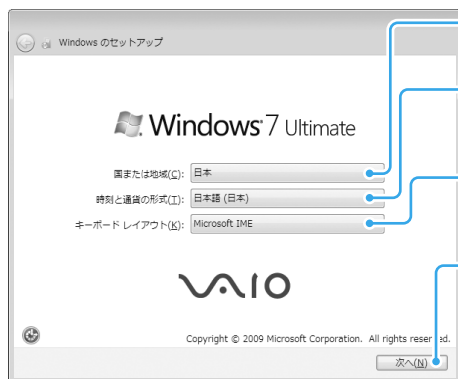 Windows のセットアップ
Windows 7 Ultimate
国または地域(C): 日本
時刻と通貨の形式(T): 日本語 (日本)
キーボード レイアウト(K): Microsoft IME
VAIO
Copyright © 2009 Microsoft Corporation. All rights reserved.
次へ(N)